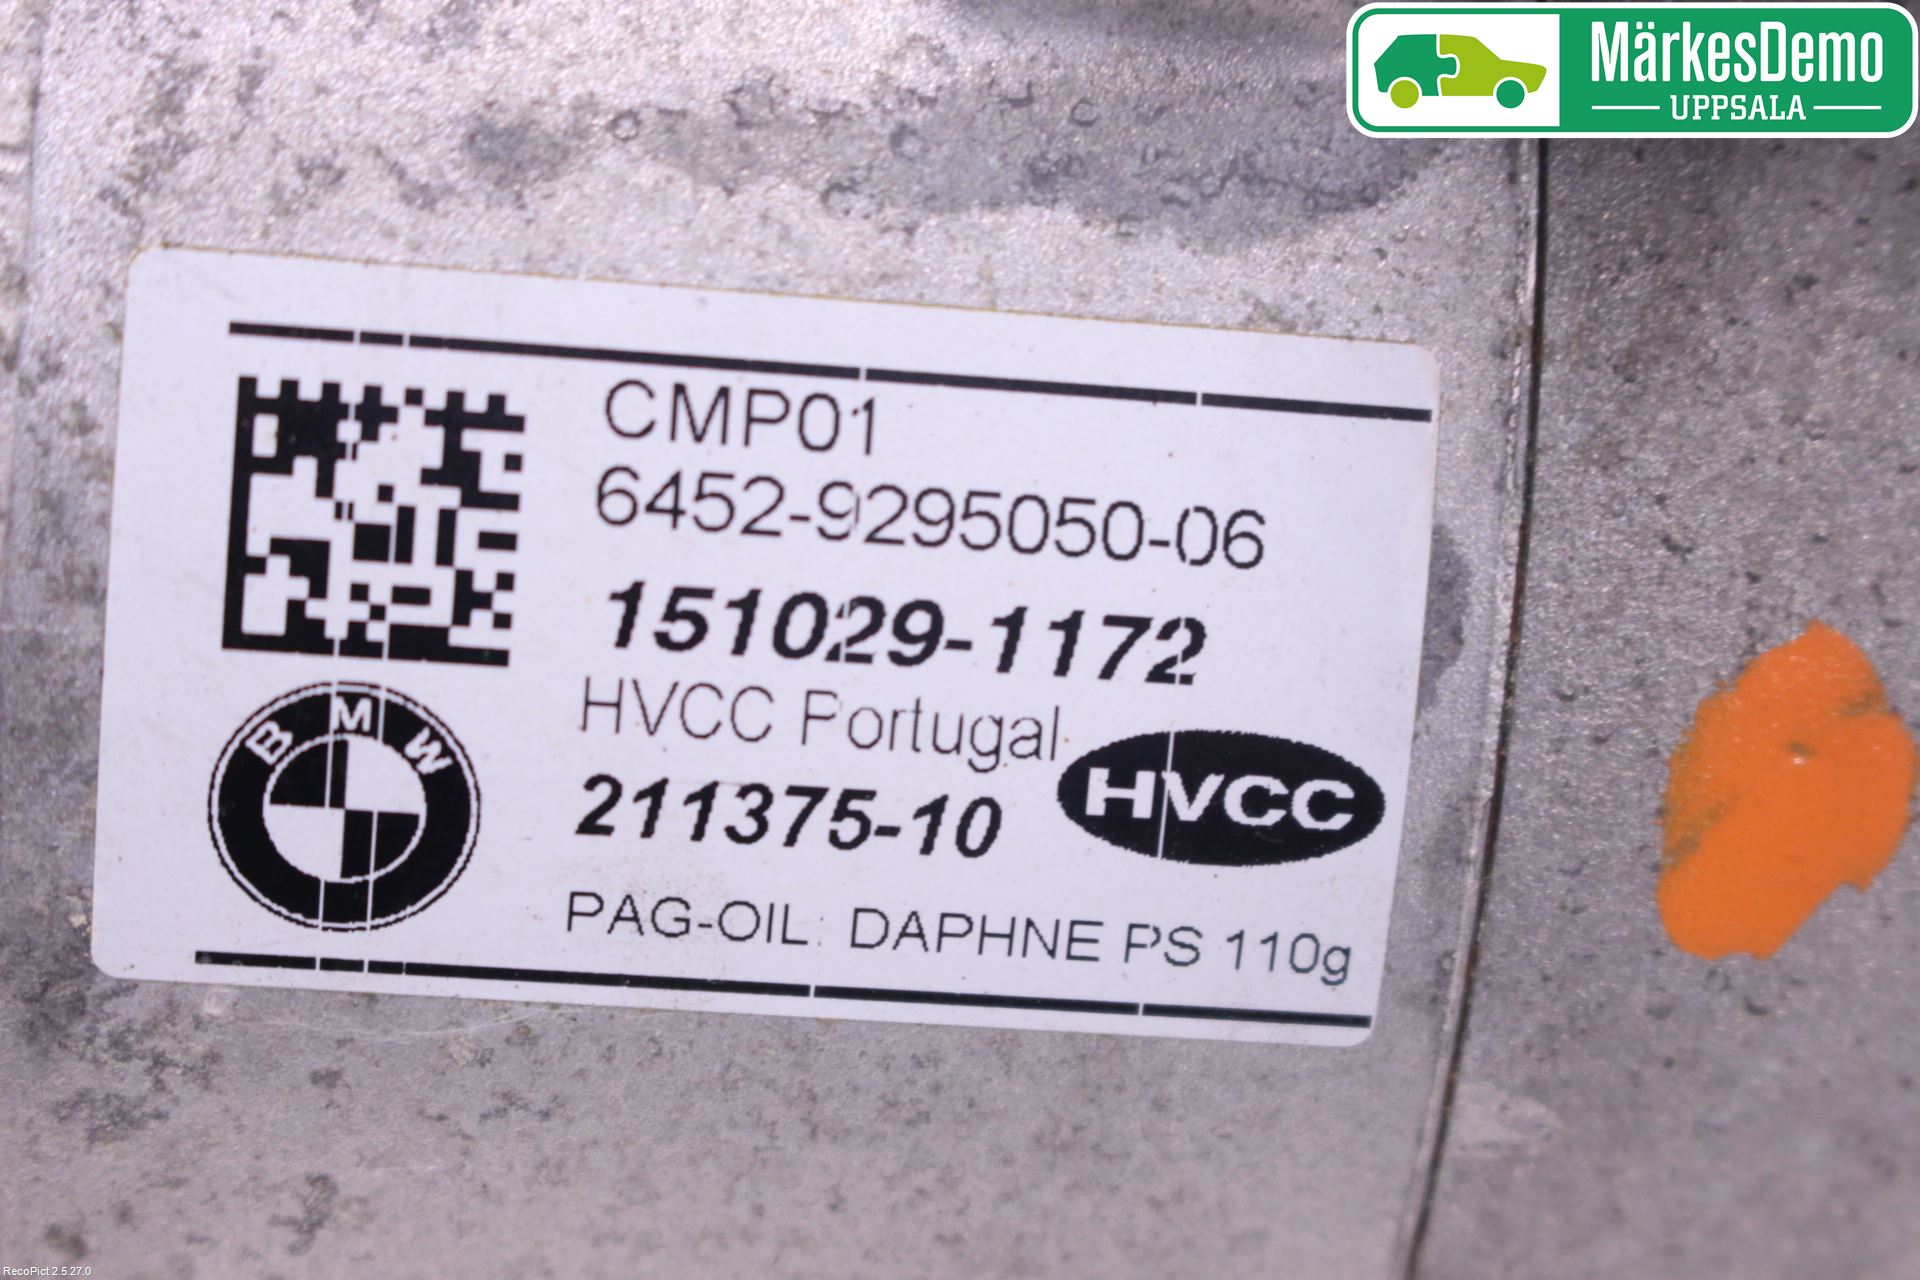 MärkesDemo
UPPSALA
CMP01
6452-9295050-06
151029-1172
HVCC Portugal
211375-10
HVCC
BMW
PAG-OIL: DAPHNE PS 110g
RecoPict 2.5.27.0